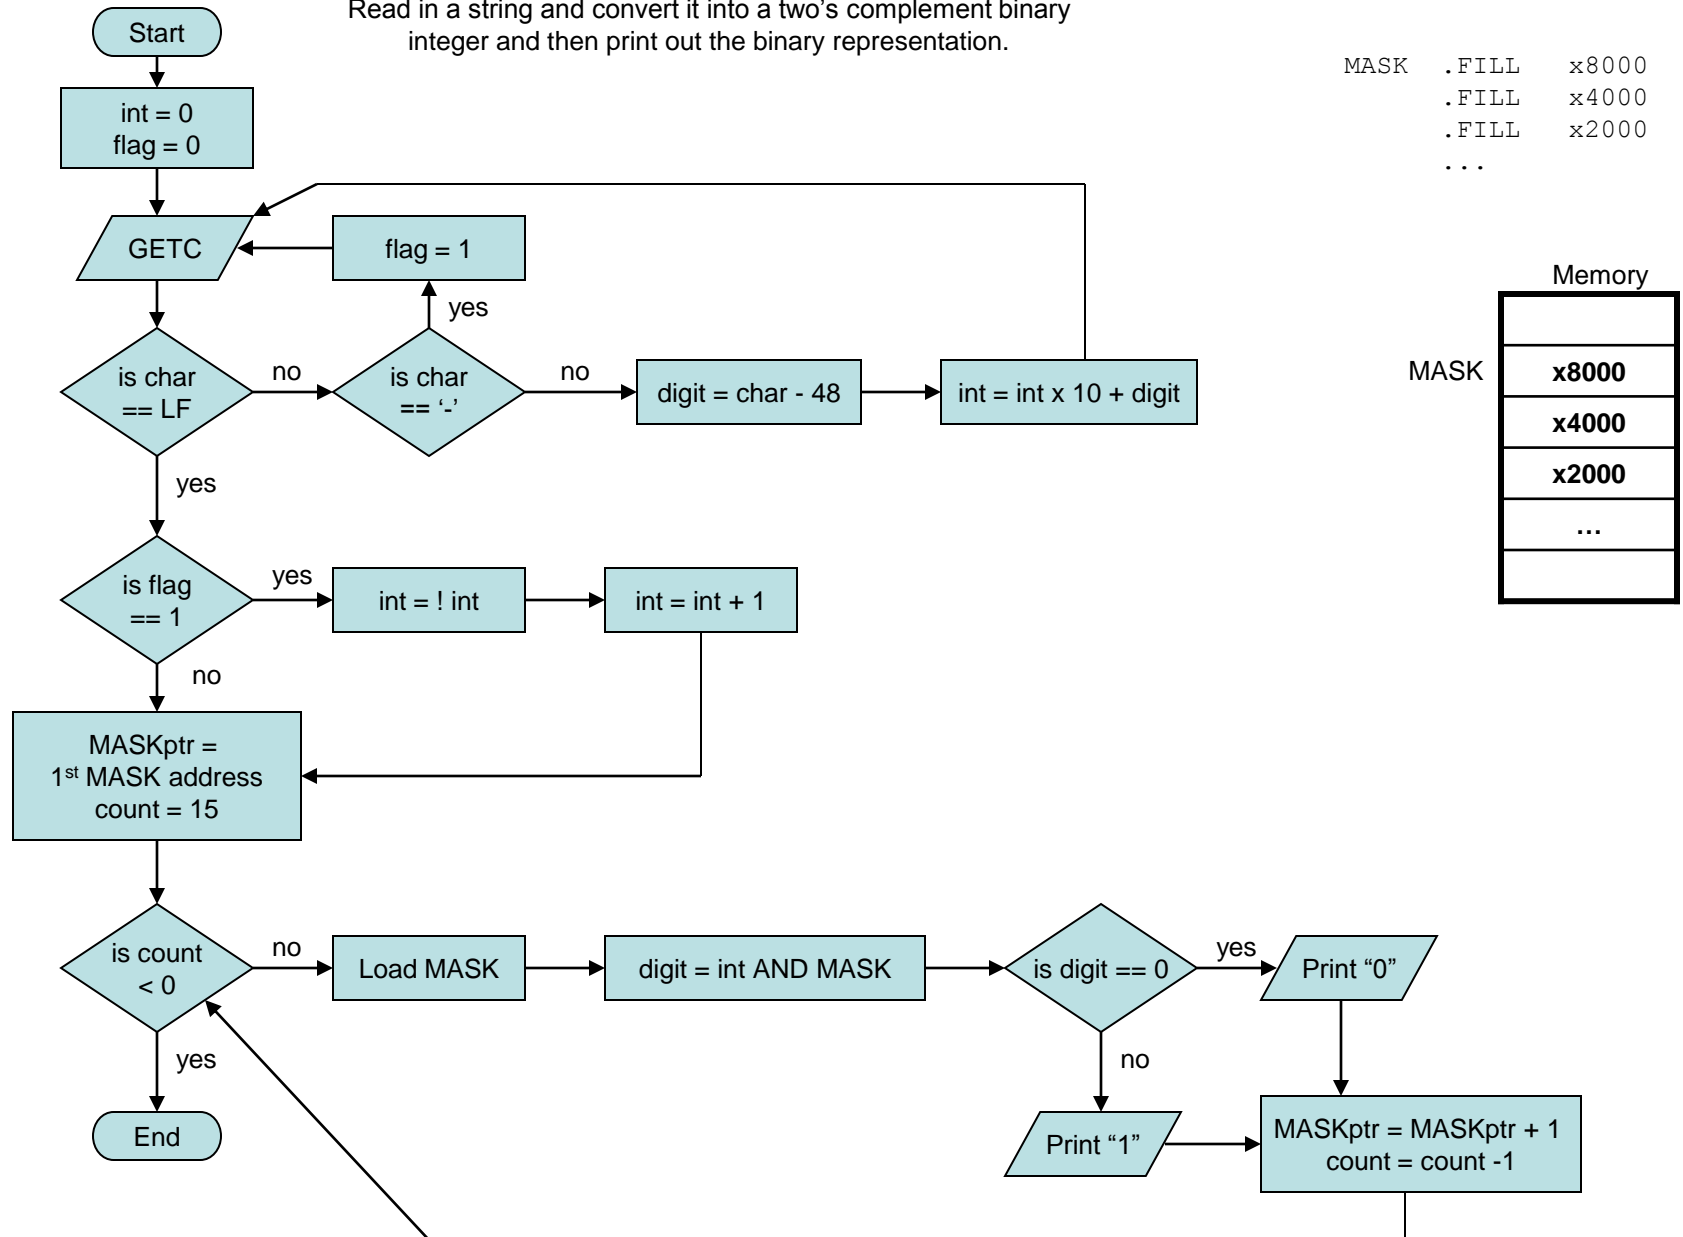 Read in a string and convert it into a two’s complement binary
integer and then print out the binary representation.
Start
int = 0
flag = 0
GETC
flag = 1
yes
is char
== LF
no
is char
== ‘-’
no
digit = char - 48
int = int x 10 + digit
yes
is flag
== 1
yes
int = ! int
int = int + 1
no
MASKptr =
1st MASK address
count = 15
is count
< 0
no
Load MASK
digit = int AND MASK
is digit == 0
yes
Print “0”
yes
no
End
Print “1”
MASKptr = MASKptr + 1
count = count -1
MASK .FILL x8000
.FILL x4000
.FILL x2000
...
Memory
MASK
x8000
x4000
x2000
…